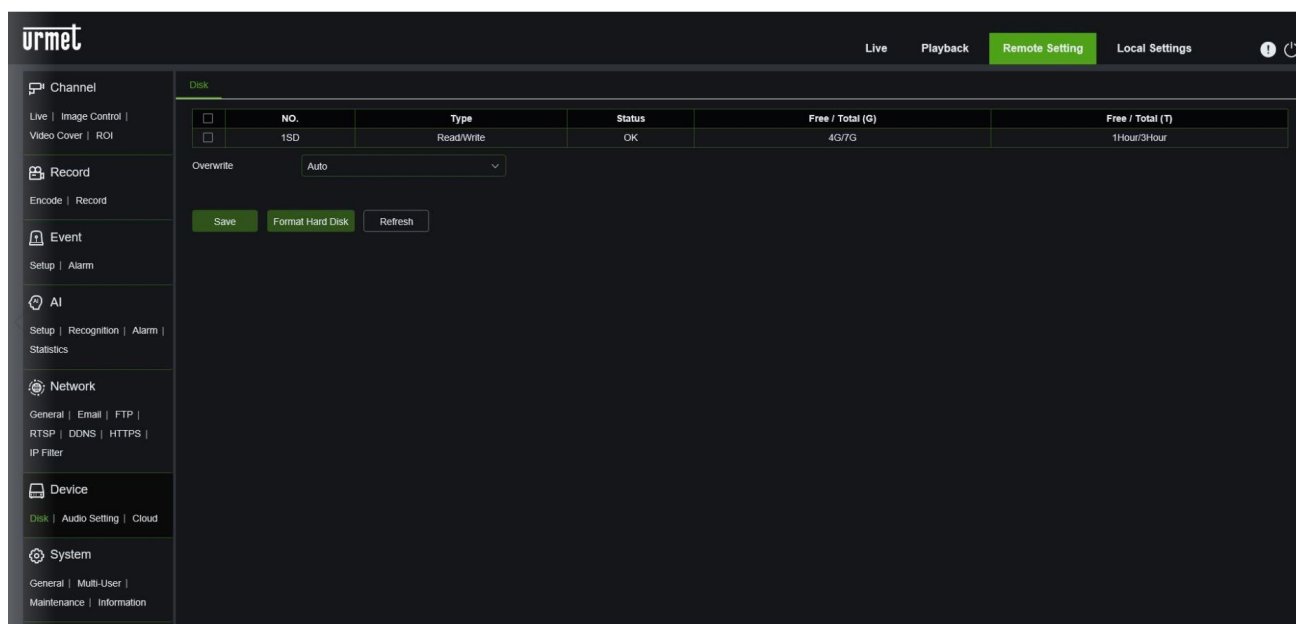 urmet
Live Playback Remote Setting Local Settings
Channel
Live | Image Control |
Video Cover | ROI
Record
Encode | Record
Event
Setup | Alarm
AI
Setup | Recognition | Alarm |
Statistics
Network
General | Email | FTP |
RTSP | DDNS | HTTPS |
IP Filter
Device
Disk | Audio Setting | Cloud
System
General | Multi-User |
Maintenance | Information
Disk
NO. Type Status Free / Total (G) Free / Total (T)
1SD Read/Write OK 4G/7G 1Hour/3Hour
Overwrite Auto
Save Format Hard Disk Refresh